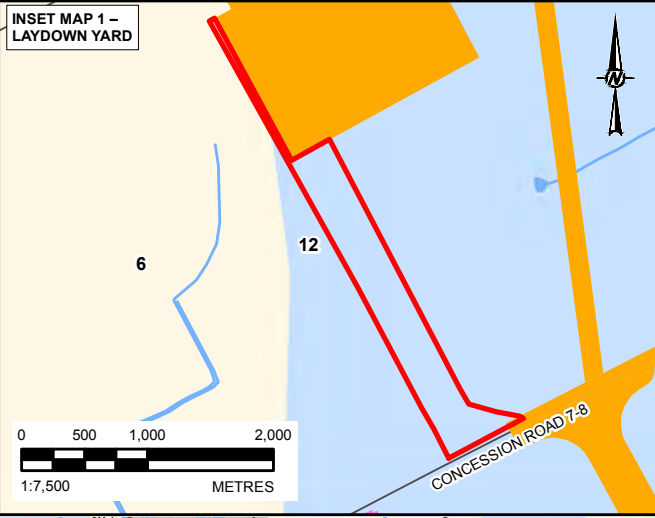 INSET MAP 1 –
LAYDOWN YARD
N
12
6
0 500 1,000 2,000
1:7,500 METRES
CONCESSION ROAD 7-8